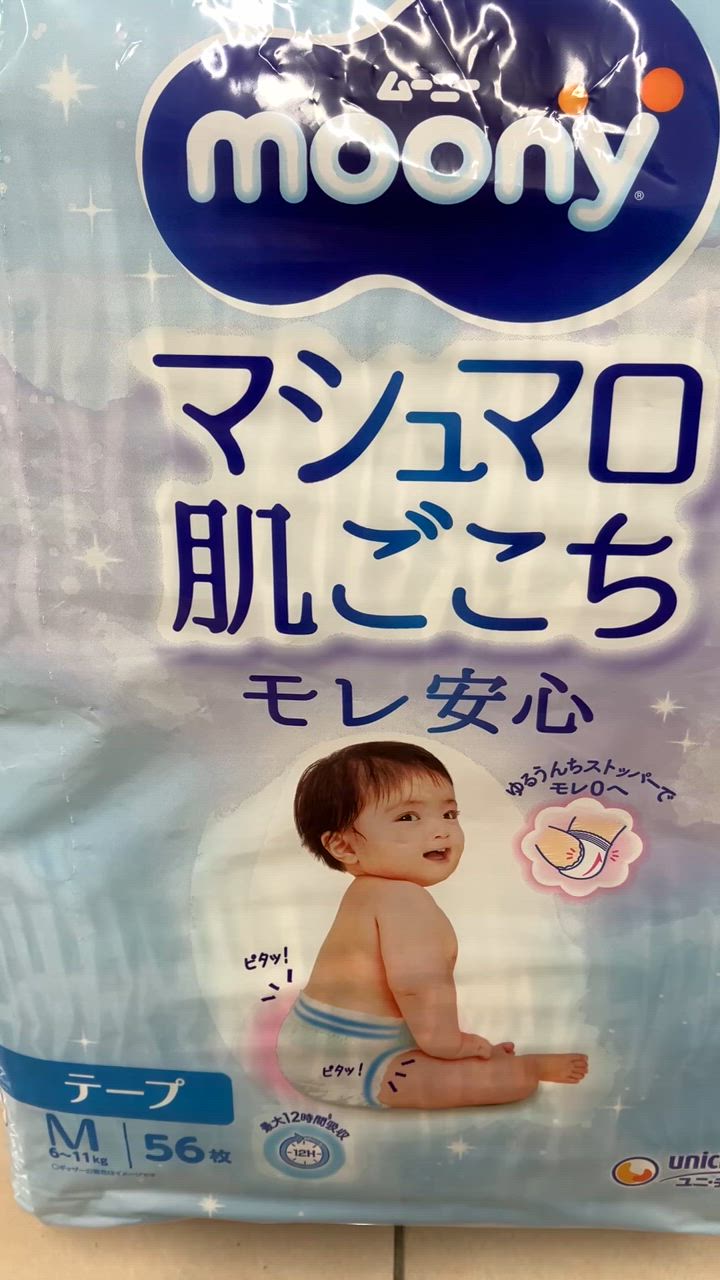 ムーニー
moony®
マシュマロ
肌ごこち
モレ安心
ゆるうんちストッパーで
モレ0へ
ピタッ!
ピタッ!
テープ
M
6~11kg
56枚
最大12時間吸収
12H
unic
ユニ・チ